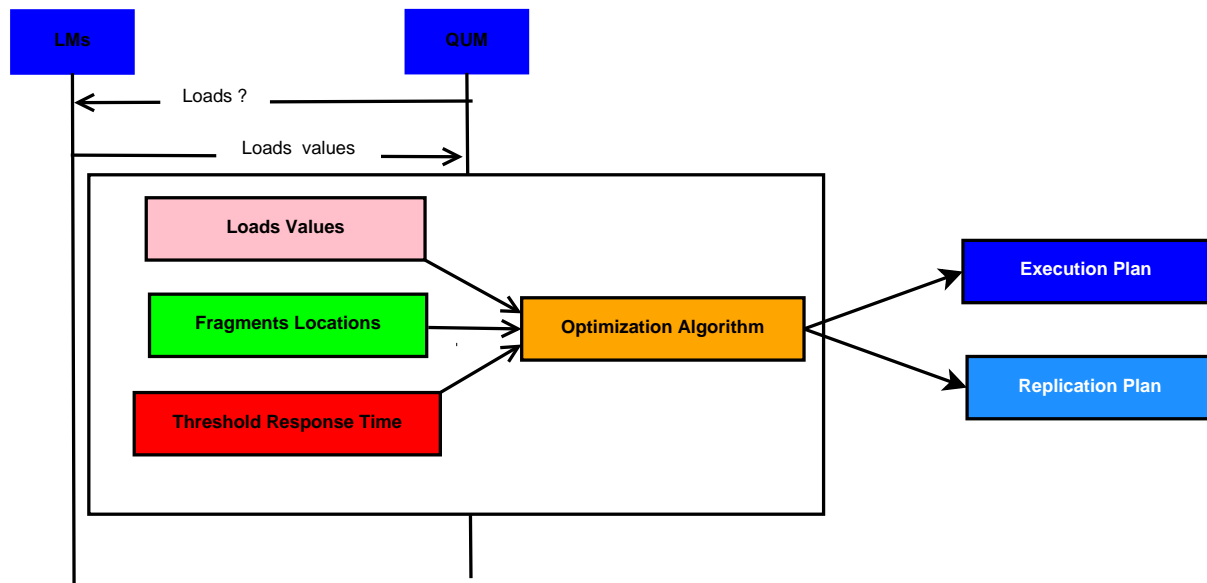 LMs
QUM
Loads ?
Loads values
Loads Values
Fragments Locations
Threshold Response Time
Optimization Algorithm
Execution Plan
Replication Plan